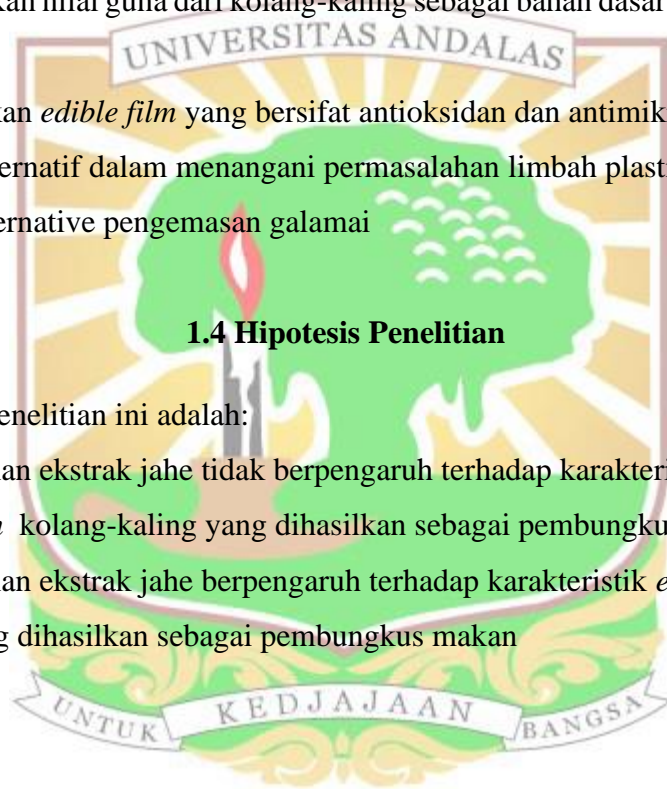 kan nilai guna dari kolang-kaling sebagai bahan dasar
UNIVERSITAS ANDALAS
kan edible film yang bersifat antioksidan dan antimik
ernatif dalam menangani permasalahan limbah plasti
ernative pengemasan galamai
1.4 Hipotesis Penelitian
enelitian ini adalah:
an ekstrak jahe tidak berpengaruh terhadap karakteri
kolang-kaling yang dihasilkan sebagai pembungku
an ekstrak jahe berpengaruh terhadap karakteristik e
g dihasilkan sebagai pembungkus makan
UNTUK KEDJAJAAN BANGSA